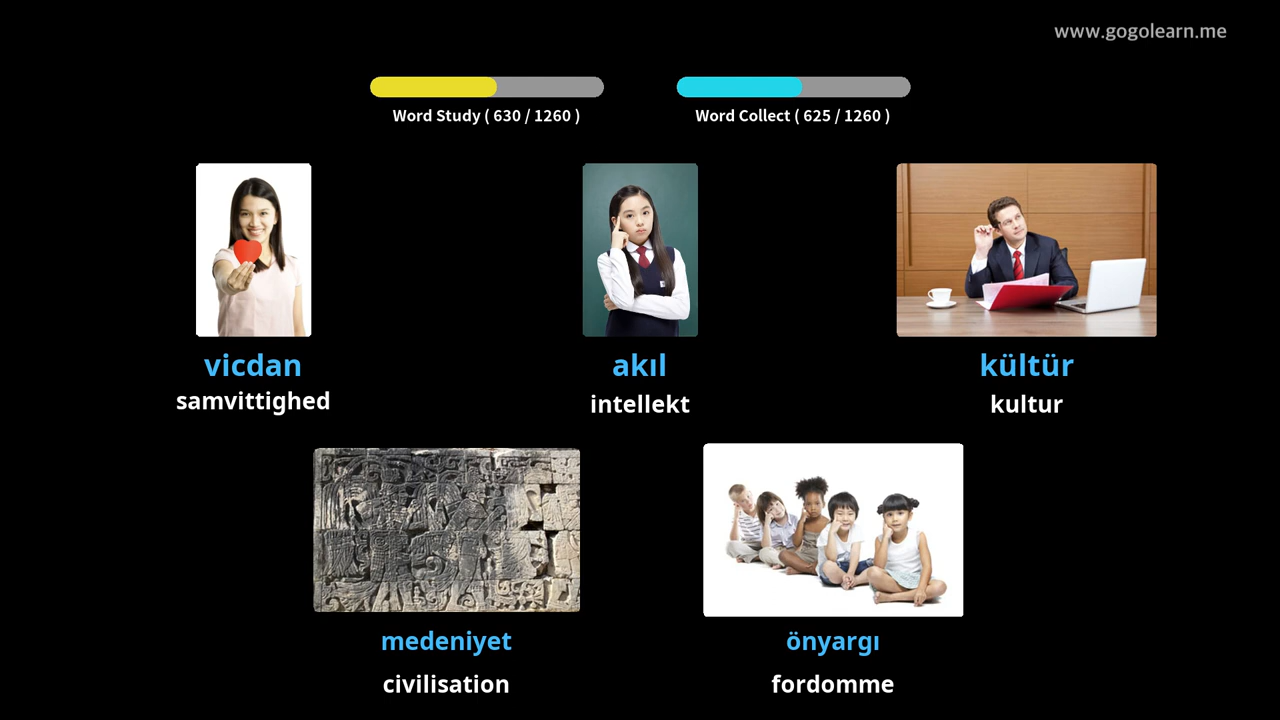 www.gogolearn.me
Word Study ( 630 / 1260 )
Word Collect ( 625 / 1260 )
vicdan
samvittighed
akıl
intellekt
kültür
kultur
medeniyet
civilisation
önyargı
fordomme